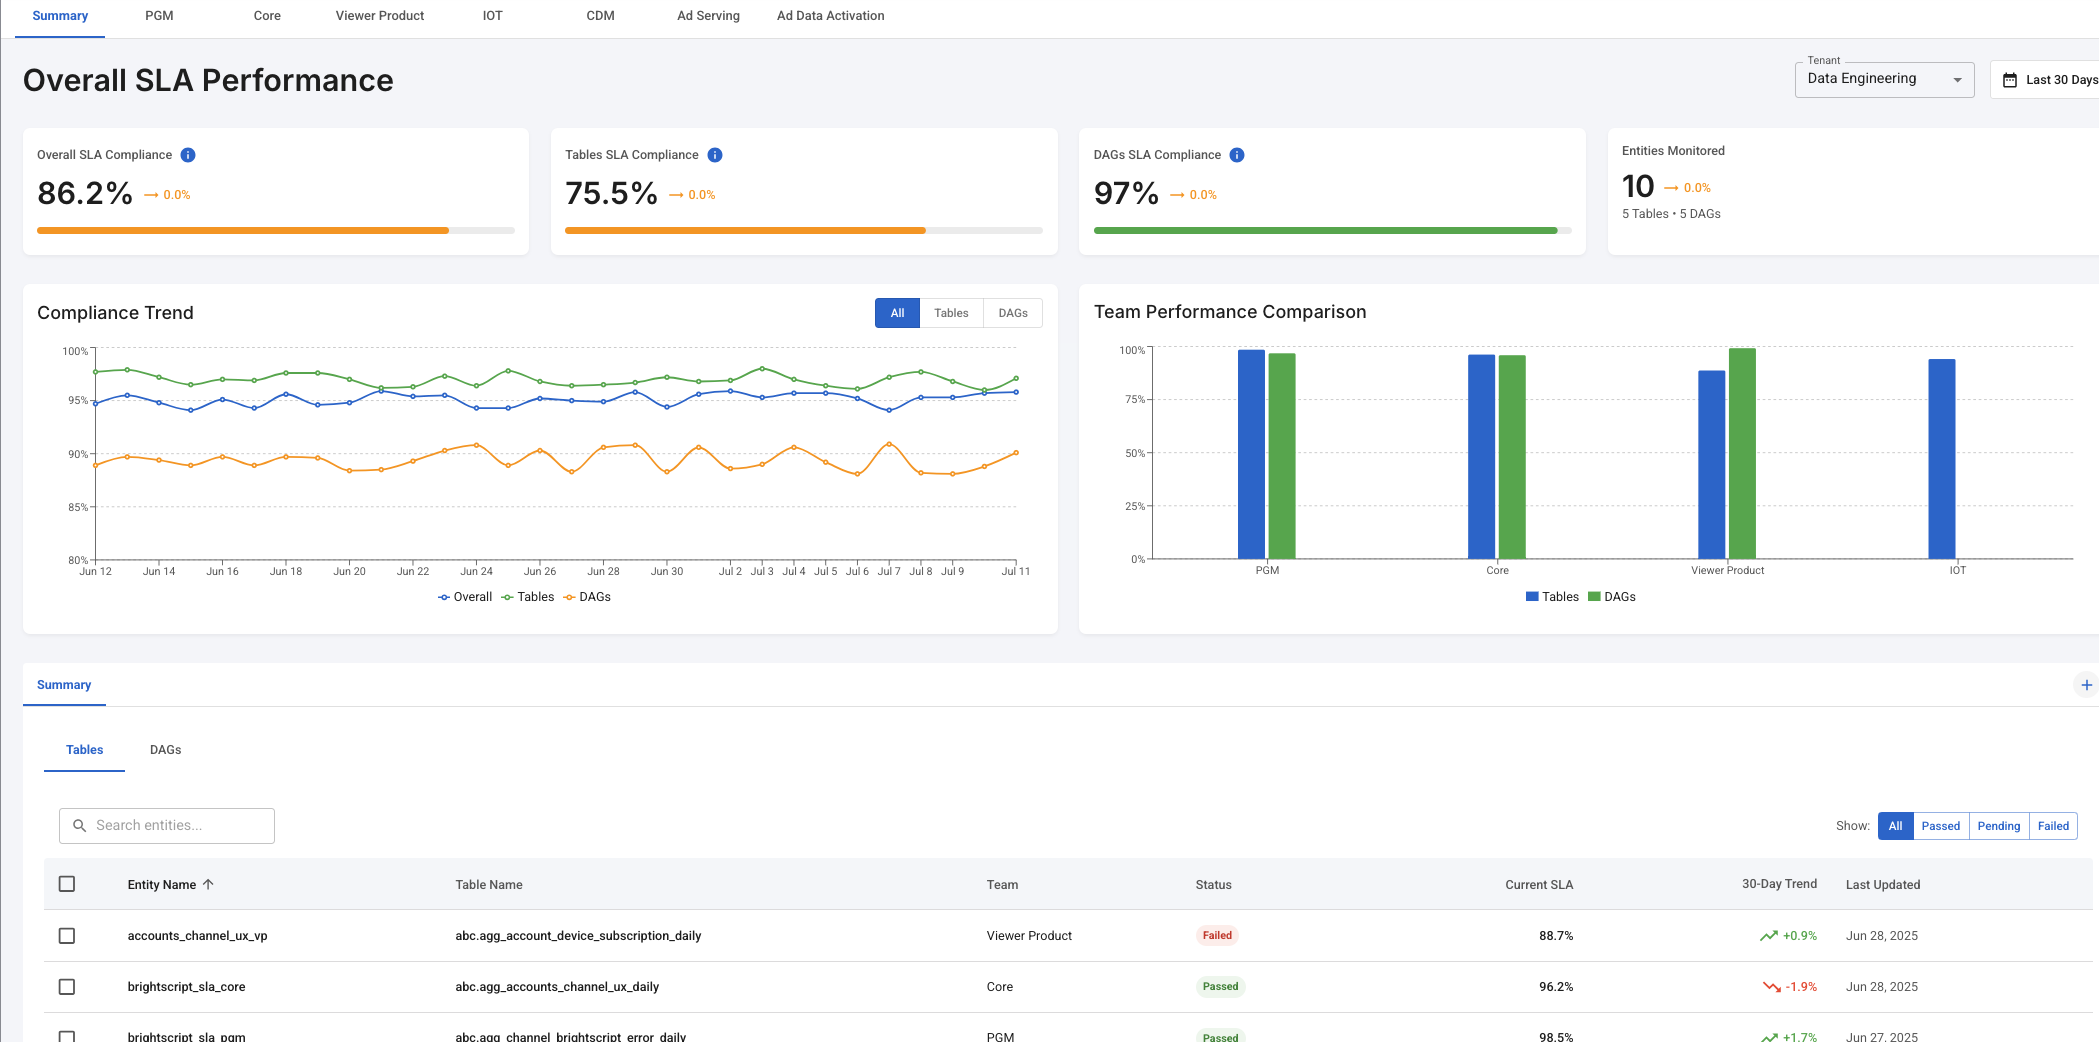 Summary PGM Core Viewer Product IOT CDM Ad Serving Ad Data Activation
Overall SLA Performance
Tenant
Data Engineering
Last 30 Days
Overall SLA Compliance
86.2% → 0.0%
Tables SLA Compliance
75.5% → 0.0%
DAGs SLA Compliance
97% → 0.0%
Entities Monitored
10 → 0.0%
5 Tables • 5 DAGs
Compliance Trend
All Tables DAGs
100%
95%
90%
85%
80%
Jun 12 Jun 14 Jun 16 Jun 18 Jun 20 Jun 22 Jun 24 Jun 26 Jun 28 Jun 30 Jul 2 Jul 3 Jul 4 Jul 5 Jul 6 Jul 7 Jul 8 Jul 9 Jul 11
Overall Tables DAGs
Team Performance Comparison
100%
75%
50%
25%
0%
PGM Core Viewer Product IOT
Tables DAGs
Summary
+
Tables DAGs
Search entities...
Show: All Passed Pending Failed
Entity Name ↑ Table Name Team Status Current SLA 30-Day Trend Last Updated
accounts_channel_ux_vp abc.agg_account_device_subscription_daily Viewer Product Failed 88.7% +0.9% Jun 28, 2025
brightscript_sla_core abc.agg_accounts_channel_ux_daily Core Passed 96.2% -1.9% Jun 28, 2025
brightscript_sla_pgm abc.agg_channel_brightscript_error_daily PGM Passed 98.5% +1.7% Jun 27, 2025